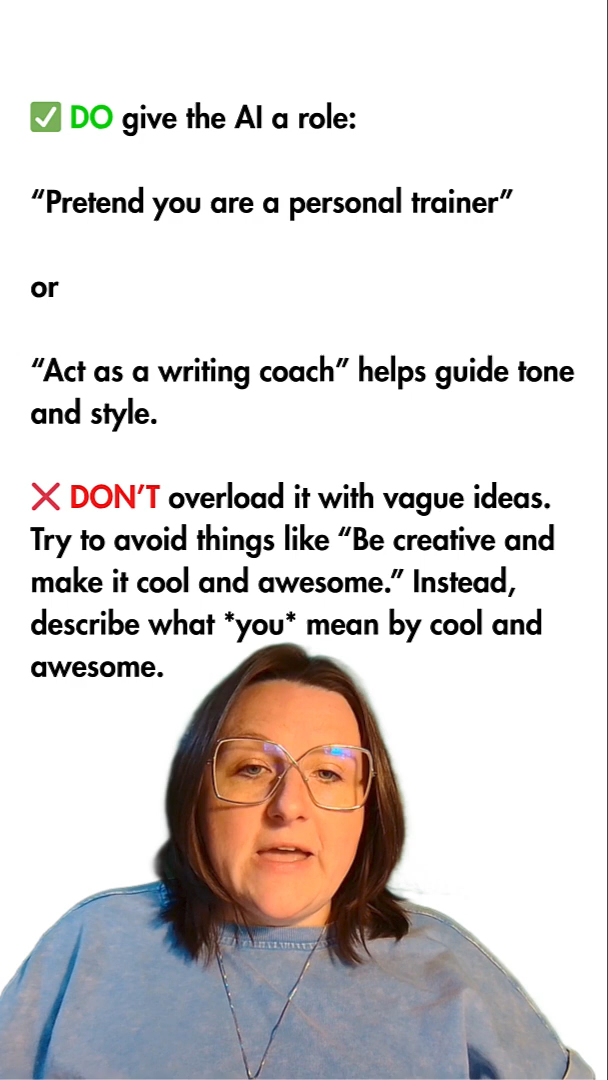 ✅ DO give the AI a role:
“Pretend you are a personal trainer”
or
“Act as a writing coach” helps guide tone
and style.
❌ DON’T overload it with vague ideas.
Try to avoid things like “Be creative and
make it cool and awesome.” Instead,
describe what *you* mean by cool and
awesome.